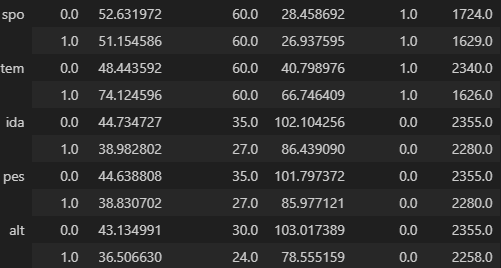 spo 0.0 52.631972 60.0 28.458692 1.0 1724.0
1.0 51.154586 60.0 26.937595 1.0 1629.0
tem 0.0 48.443592 60.0 40.798976 1.0 2340.0
1.0 74.124596 60.0 66.746409 1.0 1626.0
ida 0.0 44.734727 35.0 102.104256 0.0 2355.0
1.0 38.982802 27.0 86.439090 0.0 2280.0
pes 0.0 44.638808 35.0 101.797372 0.0 2355.0
1.0 38.830702 27.0 85.977121 0.0 2280.0
alt 0.0 43.134991 30.0 103.017389 0.0 2355.0
1.0 36.506630 24.0 78.555159 0.0 2258.0